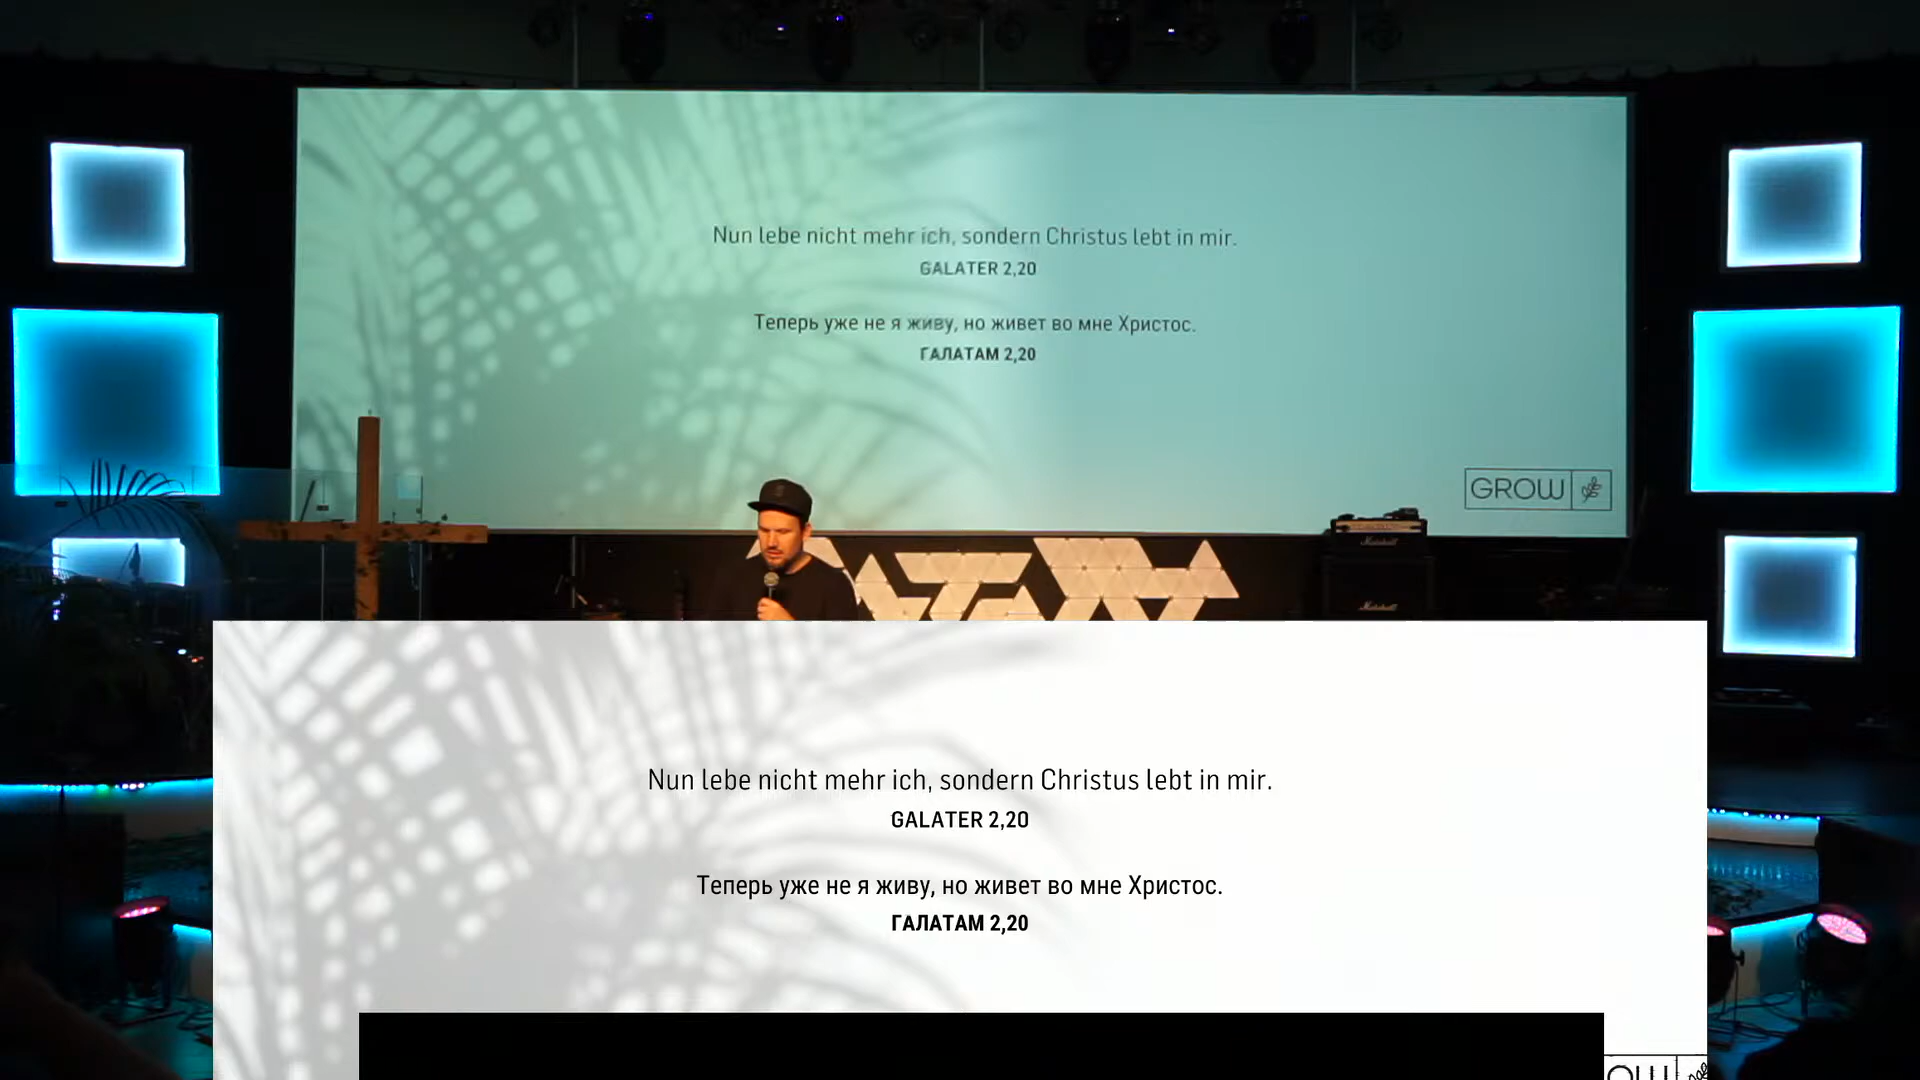 Nun lebe nicht mehr ich, sondern Christus lebt in mir.
GALATER 2,20
Теперь уже не я живу, но живет во мне Христос.
ГАЛАТАМ 2,20
GROW
Marshall
Marshall
Nun lebe nicht mehr ich, sondern Christus lebt in mir.
GALATER 2,20
Теперь уже не я живу, но живет во мне Христос.
ГАЛАТАМ 2,20